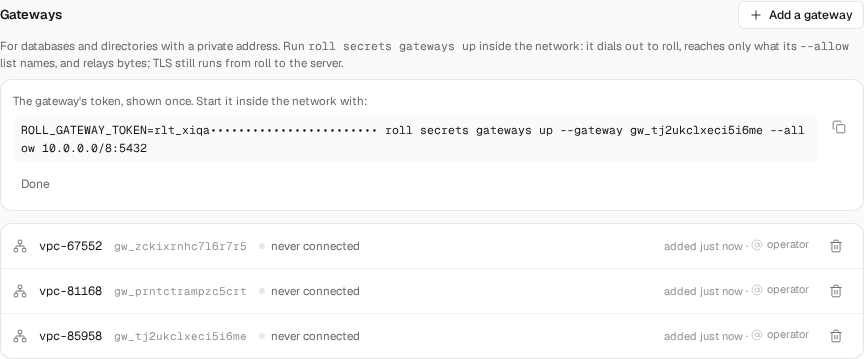 Gateways
+ Add a gateway
For databases and directories with a private address. Run roll secrets gateways up inside the network: it dials out to roll, reaches only what its --allow
list names, and relays bytes; TLS still runs from roll to the server.
The gateway's token, shown once. Start it inside the network with:
ROLL_GATEWAY_TOKEN=rlt_xiqa•••••••••••••••••••••••• roll secrets gateways up --gateway gw_tj2ukclxeci5i6me --all
ow 10.0.0.0/8:5432
Done
vpc-67552 gw_zckixrnhc7l6r7r5 never connected added just now · @ operator
vpc-81168 gw_prntctrampzc5crt never connected added just now · @ operator
vpc-85958 gw_tj2ukclxeci5i6me never connected added just now · @ operator